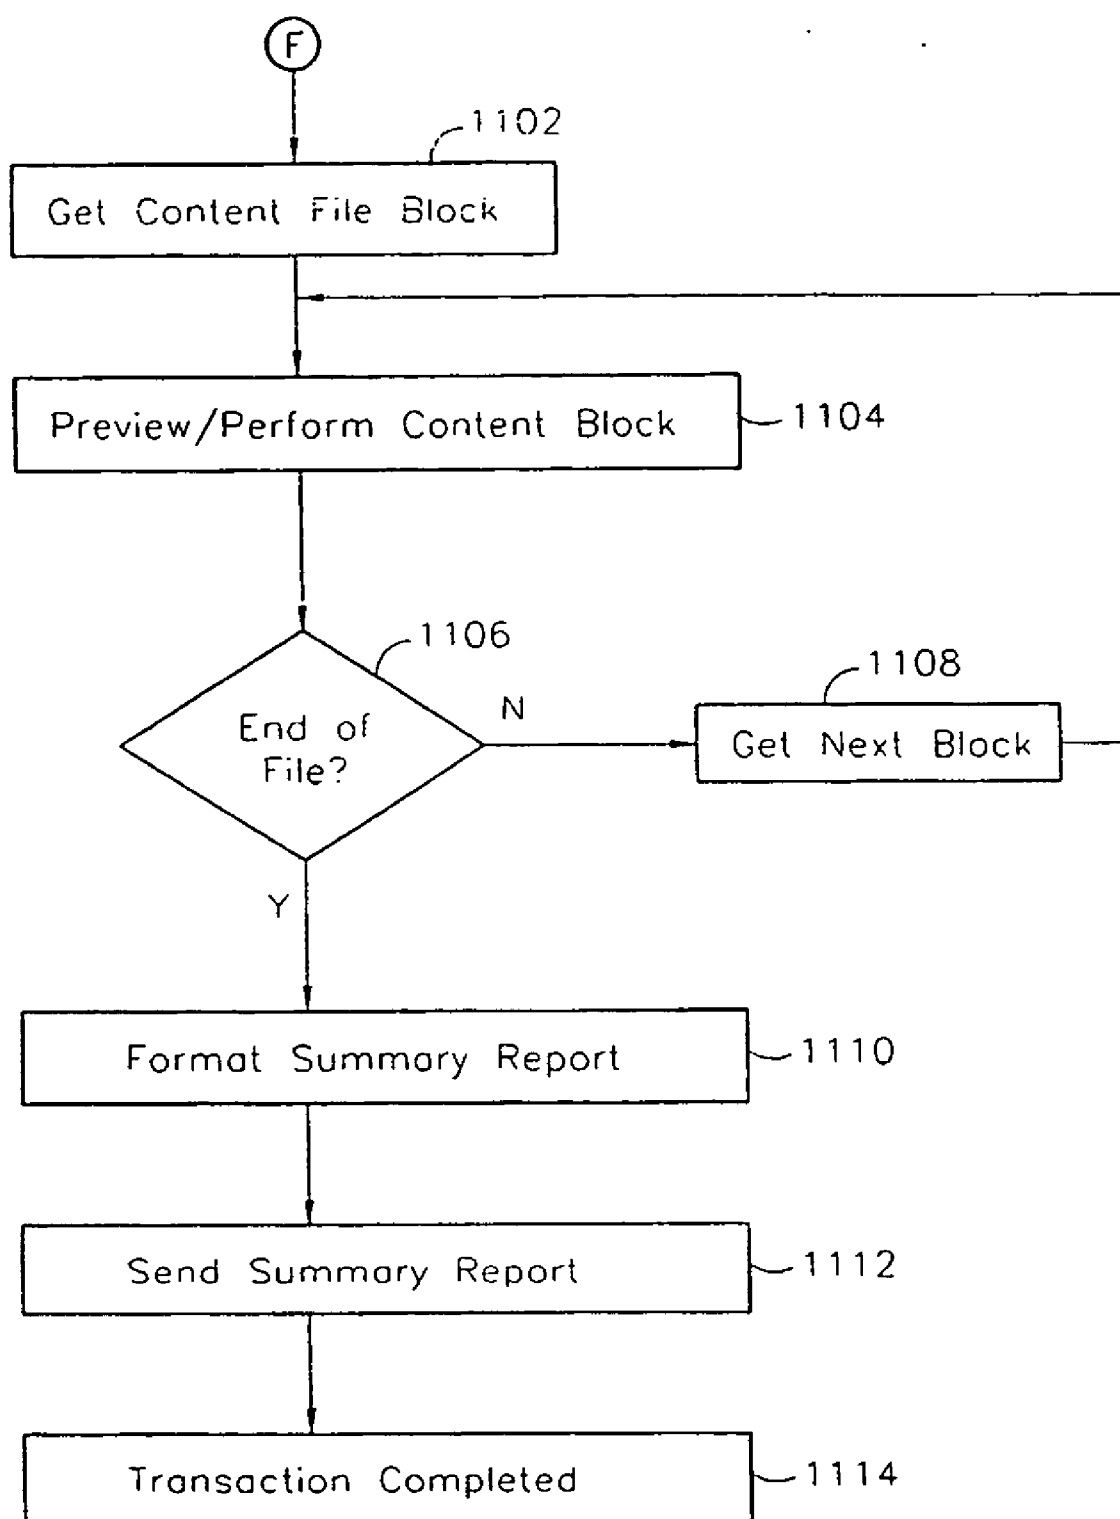 F
1102
Get Content File Block
Preview/Perform Content Block
1104
1106
End of
File?
N
1108
Get Next Block
Y
Format Summary Report
1110
Send Summary Report
1112
Transaction Completed
1114